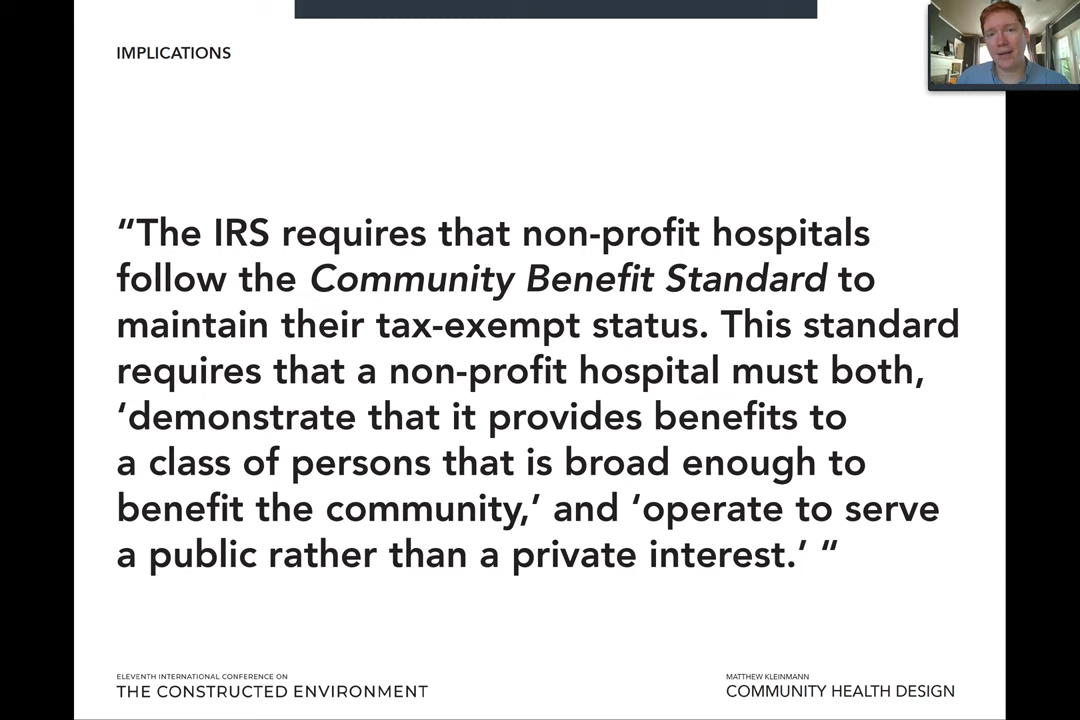 IMPLICATIONS
“The IRS requires that non-profit hospitals
follow the Community Benefit Standard to
maintain their tax-exempt status. This standard
requires that a non-profit hospital must both,
‘demonstrate that it provides benefits to
a class of persons that is broad enough to
benefit the community,’ and ‘operate to serve
a public rather than a private interest.’ “
ELEVENTH INTERNATIONAL CONFERENCE ON
THE CONSTRUCTED ENVIRONMENT
MATTHEW KLEINMANN
COMMUNITY HEALTH DESIGN